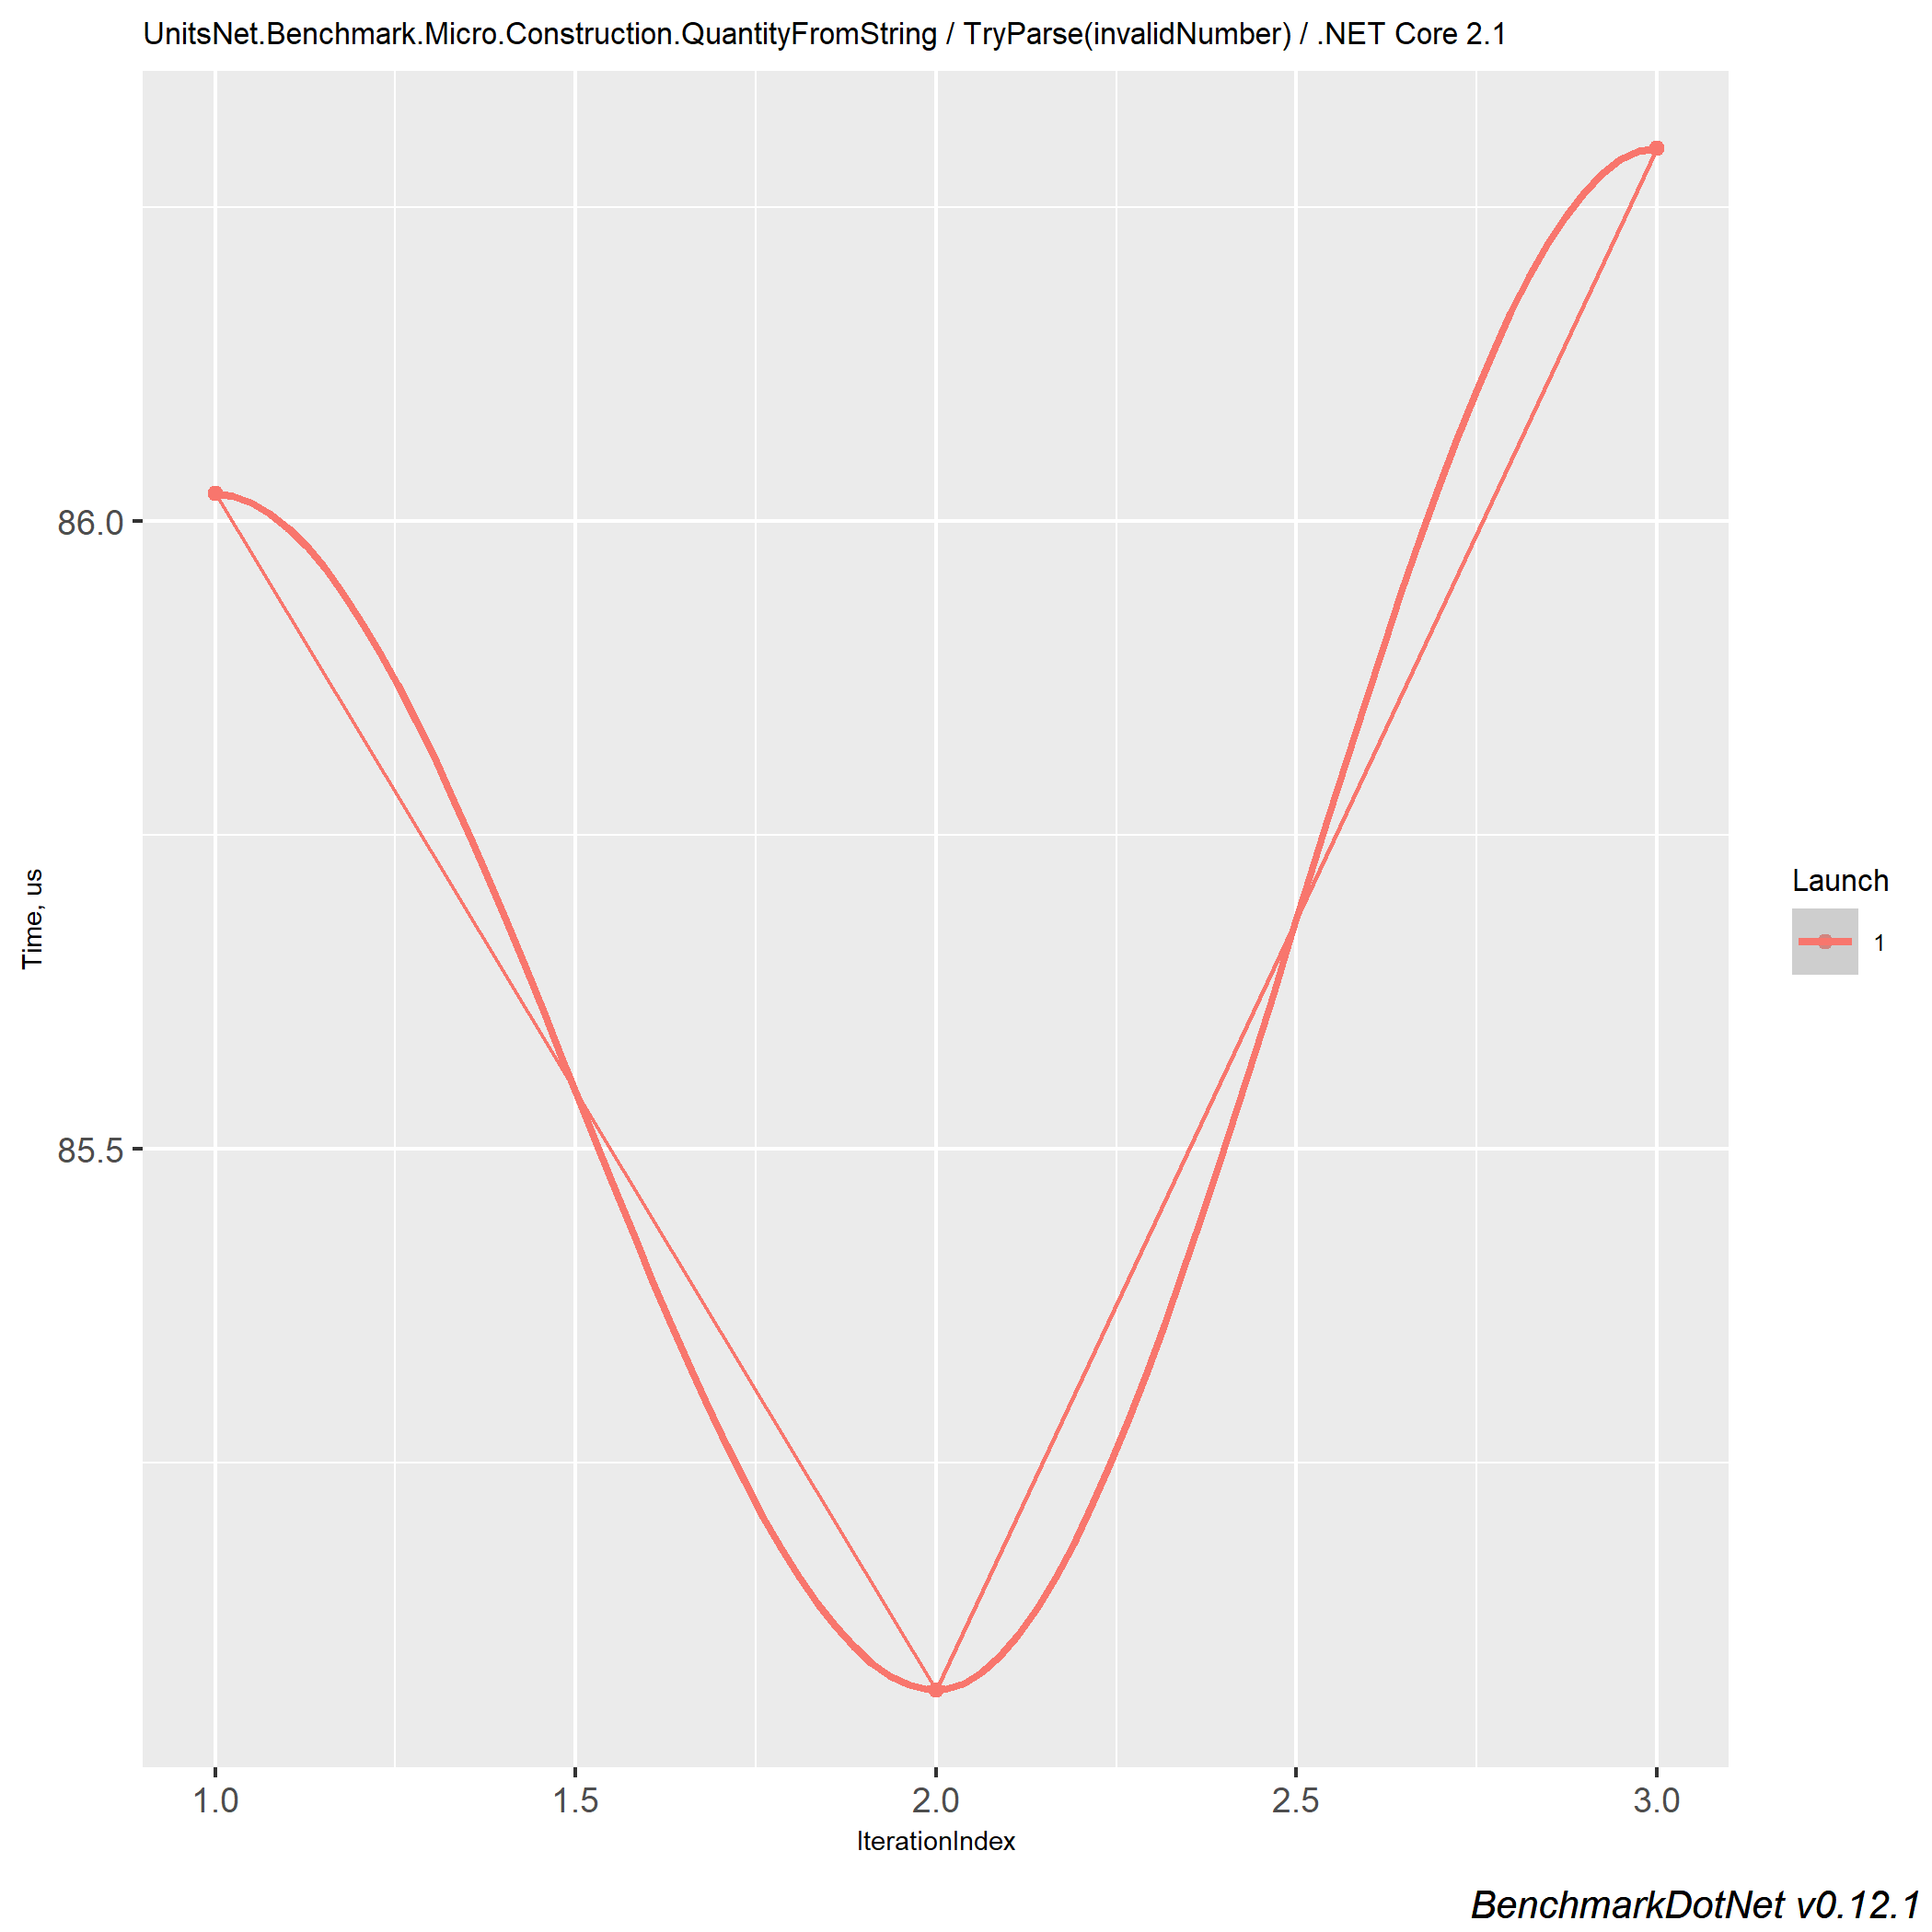 UnitsNet.Benchmark.Micro.Construction.QuantityFromString / TryParse(invalidNumber) / .NET Core 2.1
86.0
85.5
Time, us
1.0 1.5 2.0 2.5 3.0
IterationIndex
Launch
1
BenchmarkDotNet v0.12.1